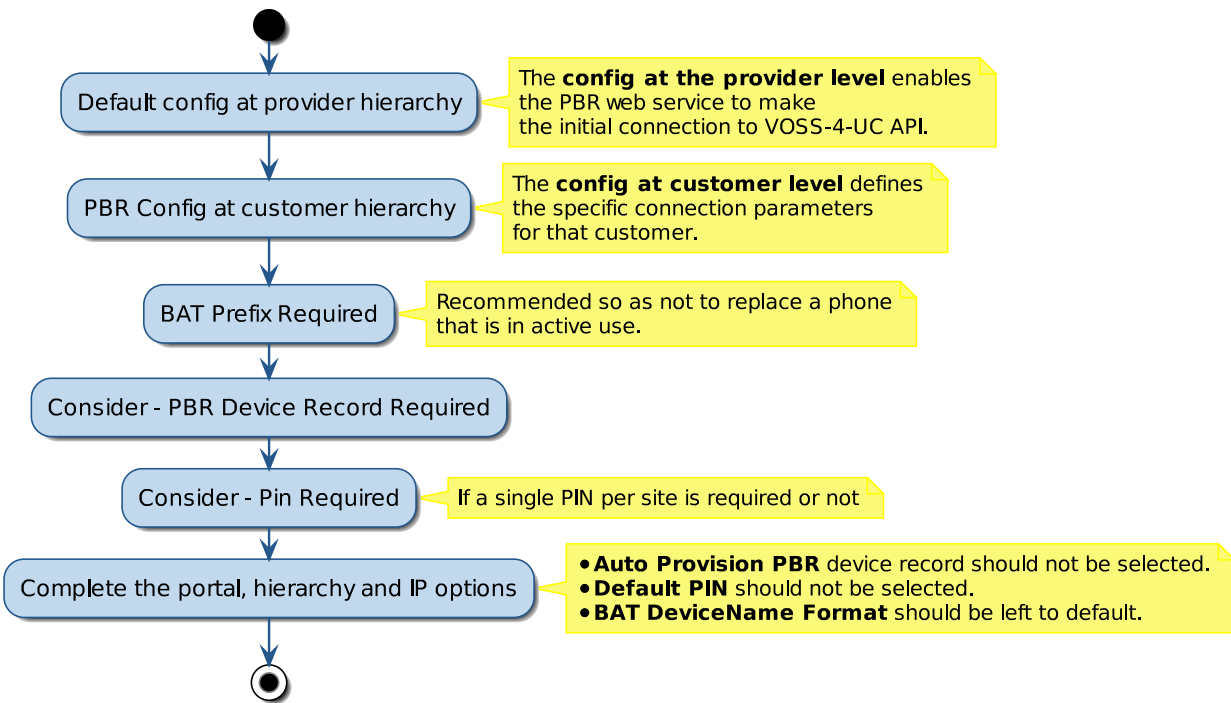 Default config at provider hierarchy
The config at the provider level enables
the PBR web service to make
the initial connection to VOSS-4-UC API.
PBR Config at customer hierarchy
The config at customer level defines
the specific connection parameters
for that customer.
BAT Prefix Required
Recommended so as not to replace a phone
that is in active use.
Consider - PBR Device Record Required
Consider - Pin Required
If a single PIN per site is required or not
Complete the portal, hierarchy and IP options
• Auto Provision PBR device record should not be selected.
• Default PIN should not be selected.
• BAT DeviceName Format should be left to default.